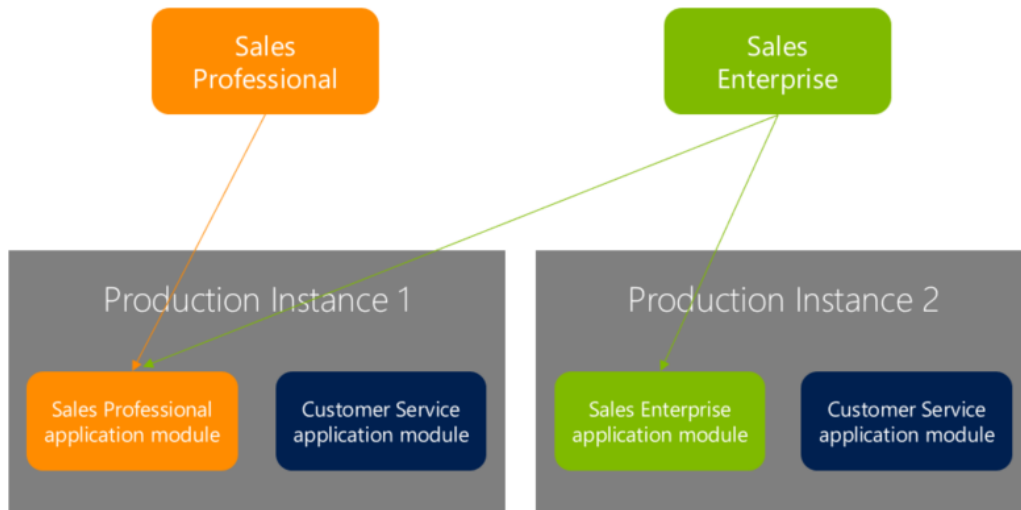 Sales
Professional
Sales
Enterprise
Production Instance 1
Production Instance 2
Sales Professional
application module
Customer Service
application module
Sales Enterprise
application module
Customer Service
application module